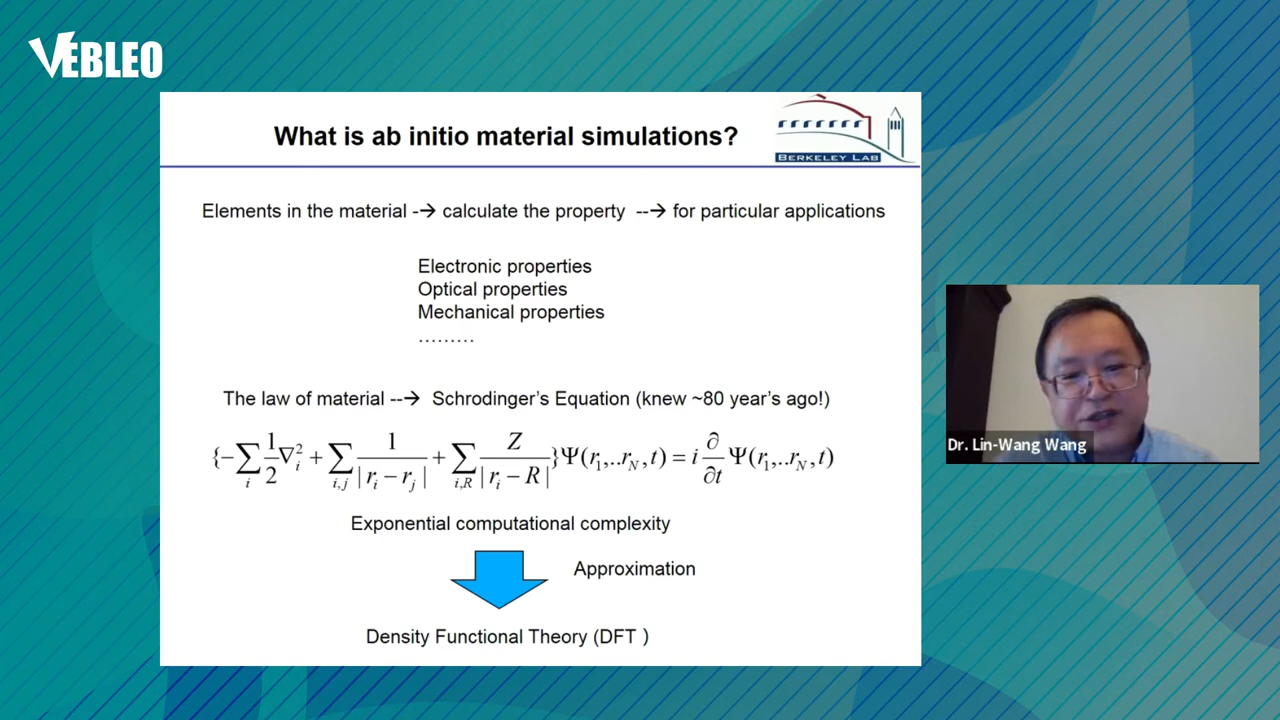 VEBLEO
What is ab initio material simulations?
BERKELEY LAB
Elements in the material -→ calculate the property --→ for particular applications
Electronic properties
Optical properties
Mechanical properties
.........
The law of material --→ Schrodinger's Equation (knew ~80 year's ago!)
{-∑_i 1/2 ∇_i^2 + ∑_{i,j} 1/|r_i - r_j| + ∑_{i,R} Z/|r_i - R|}Ψ(r_1,..r_N,t) = i ∂/∂t Ψ(r_1,..r_N,t)
Exponential computational complexity
Approximation
Density Functional Theory (DFT )
Dr. Lin-Wang Wang